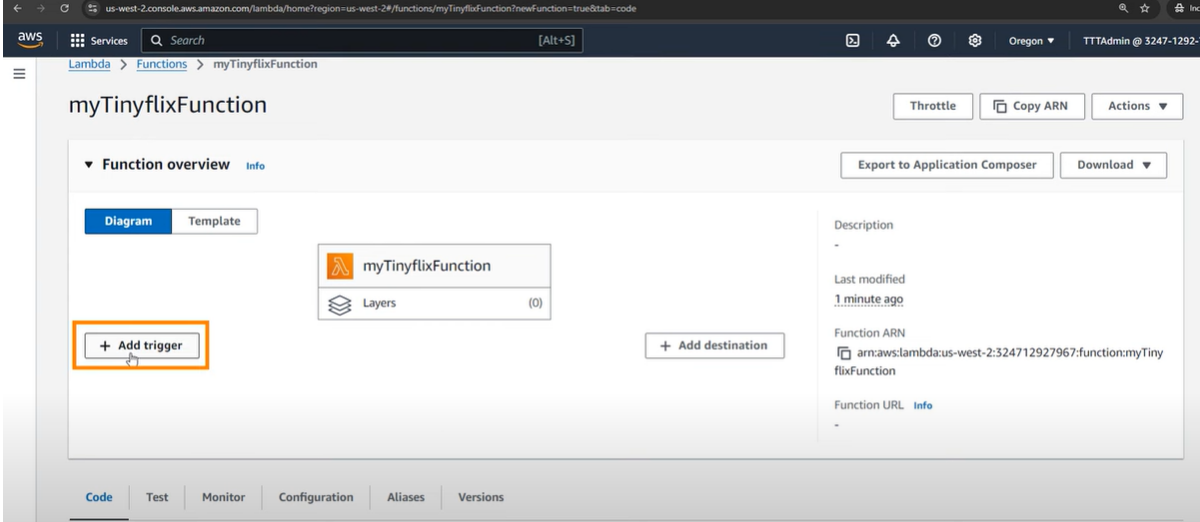 us-west-2.console.aws.amazon.com/lambda/home?region=us-west-2#/functions/myTinyflixFunction?newFunction=true&tab=code
aws Services Search [Alt+S] Oregon ▼ TTTAdmin @ 3247-1292-
Lambda > Functions > myTinyflixFunction
myTinyflixFunction
Throttle Copy ARN Actions ▼
▼ Function overview Info
Export to Application Composer Download ▼
Diagram Template
myTinyflixFunction
Layers (0)
+ Add trigger
+ Add destination
Description
-
Last modified
1 minute ago
Function ARN
arn:aws:lambda:us-west-2:324712927967:function:myTiny
flixFunction
Function URL Info
-
Code Test Monitor Configuration Aliases Versions